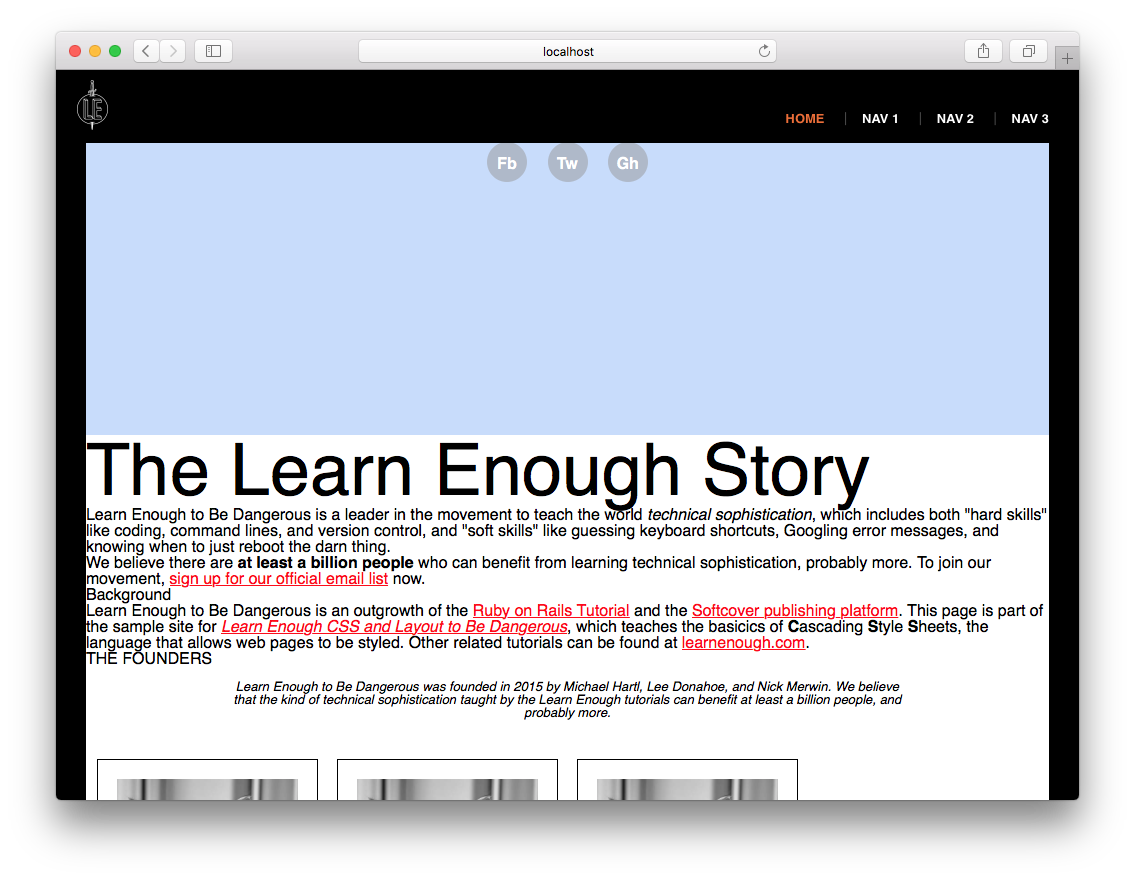 localhost
LE
HOME NAV 1 NAV 2 NAV 3
Fb Tw Gh
The Learn Enough Story
Learn Enough to Be Dangerous is a leader in the movement to teach the world technical sophistication, which includes both "hard skills"
like coding, command lines, and version control, and "soft skills" like guessing keyboard shortcuts, Googling error messages, and
knowing when to just reboot the darn thing.
We believe there are at least a billion people who can benefit from learning technical sophistication, probably more. To join our
movement, sign up for our official email list now.
Background
Learn Enough to Be Dangerous is an outgrowth of the Ruby on Rails Tutorial and the Softcover publishing platform. This page is part of
the sample site for Learn Enough CSS and Layout to Be Dangerous, which teaches the basicics of Cascading Style Sheets, the
language that allows web pages to be styled. Other related tutorials can be found at learnenough.com.
THE FOUNDERS
Learn Enough to Be Dangerous was founded in 2015 by Michael Hartl, Lee Donahoe, and Nick Merwin. We believe
that the kind of technical sophistication taught by the Learn Enough tutorials can benefit at least a billion people, and
probably more.